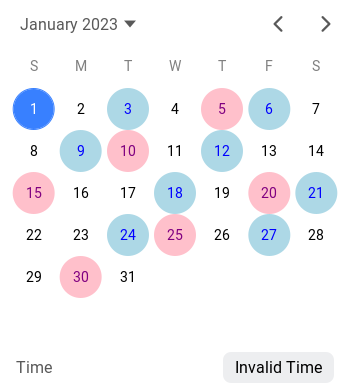 January 2023
S M T W T F S
1 2 3 4 5 6 7
8 9 10 11 12 13 14
15 16 17 18 19 20 21
22 23 24 25 26 27 28
29 30 31
Time Invalid Time